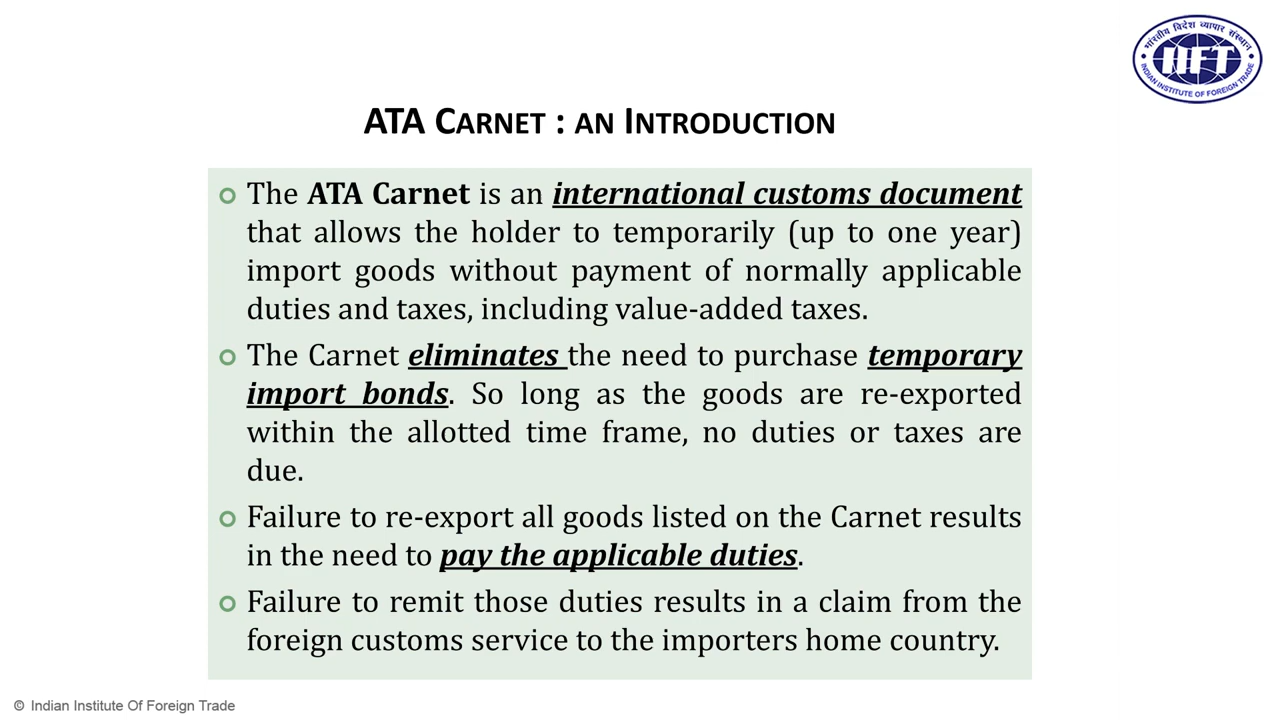 भारतीय विदेश व्यापार संस्थान
IIFT
INDIAN INSTITUTE OF FOREIGN TRADE
ATA CARNET : AN INTRODUCTION
The ATA Carnet is an international customs document
that allows the holder to temporarily (up to one year)
import goods without payment of normally applicable
duties and taxes, including value-added taxes.
The Carnet eliminates the need to purchase temporary
import bonds. So long as the goods are re-exported
within the allotted time frame, no duties or taxes are
due.
Failure to re-export all goods listed on the Carnet results
in the need to pay the applicable duties.
Failure to remit those duties results in a claim from the
foreign customs service to the importers home country.
© Indian Institute Of Foreign Trade